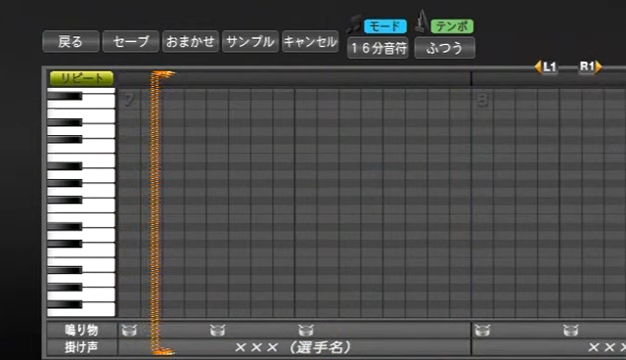 モード テンポ
戻る セーブ おまかせ サンプル キャンセル 16分音符 ふつう
L1 R1
リピート
7 8
鳴り物
掛け声 ××× (選手名) ×××